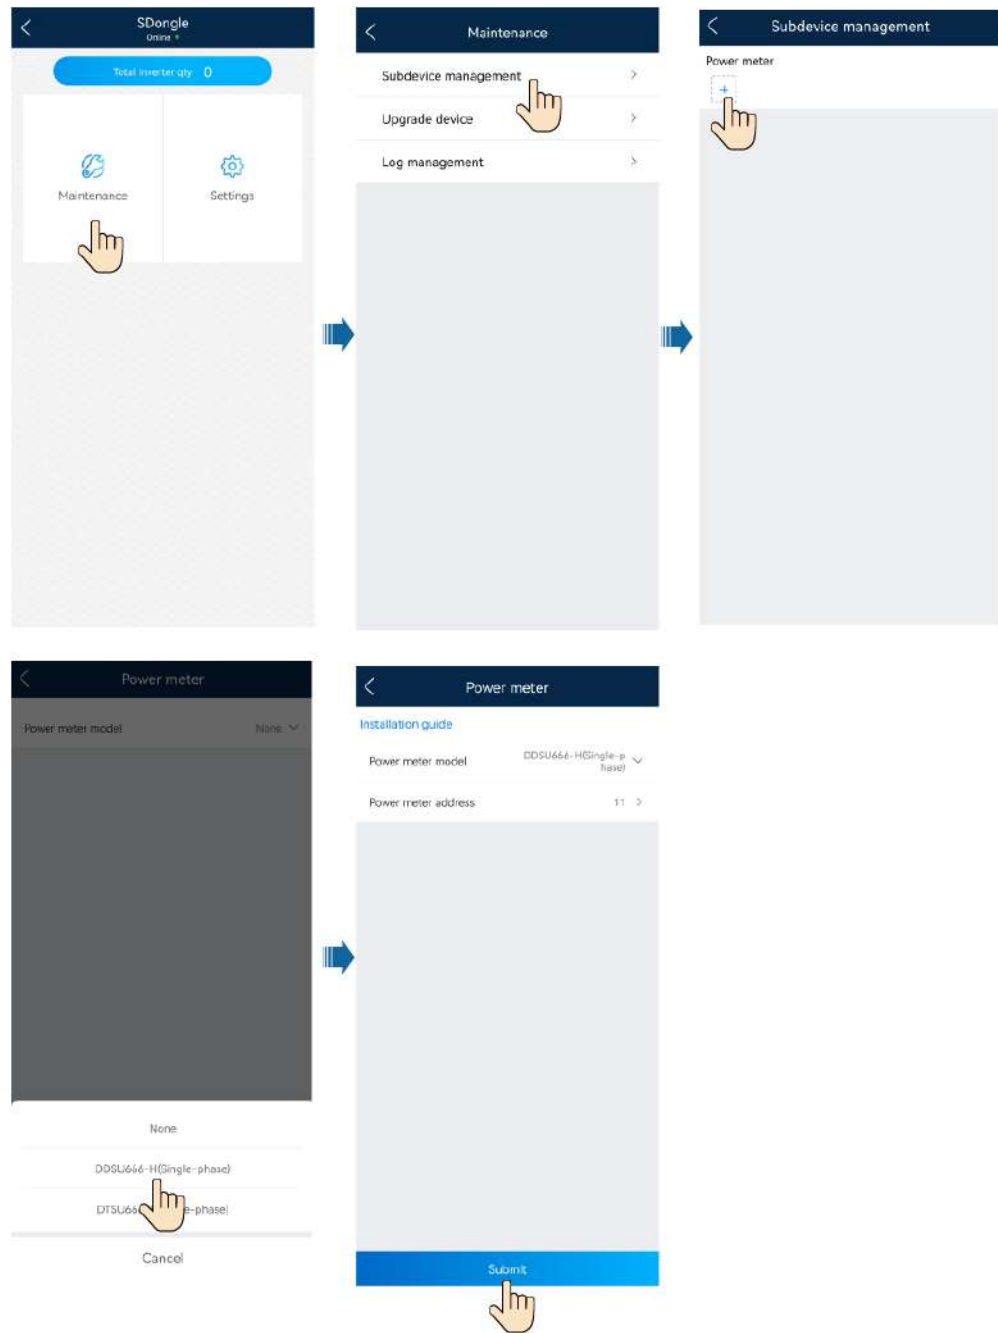 SDongle
Online
Total inverter qty 0
Maintenance
Settings
Maintenance
Subdevice management
Upgrade device
Log management
Subdevice management
Power meter
+
Power meter
Power meter model None
None
DDSU666-H(Single-phase)
DTSU66 e-phase)
Cancel
Power meter
Installation guide
Power meter model DDSU666-H(Single-p
hase)
Power meter address 11
Submit